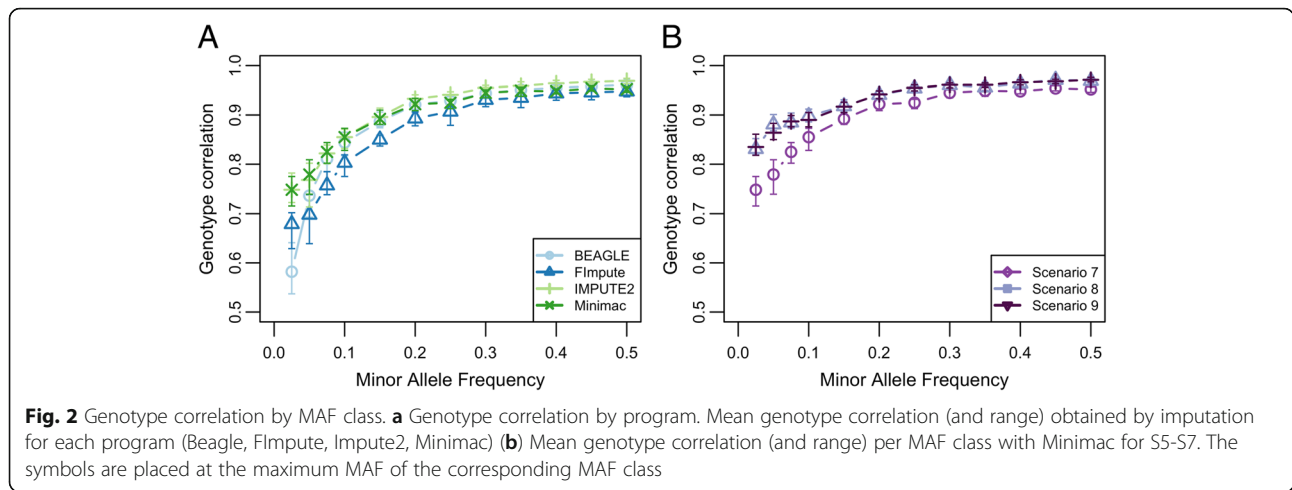 A
Genotype correlation
1.0
0.9
0.8
0.7
0.6
0.5
0.0 0.1 0.2 0.3 0.4 0.5
Minor Allele Frequency
BEAGLE
FImpute
IMPUTE2
Minimac
B
Genotype correlation
1.0
0.9
0.8
0.7
0.6
0.5
0.0 0.1 0.2 0.3 0.4 0.5
Minor Allele Frequency
Scenario 7
Scenario 8
Scenario 9
Fig. 2 Genotype correlation by MAF class. a Genotype correlation by program. Mean genotype correlation (and range) obtained by imputation
for each program (Beagle, FImpute, Impute2, Minimac) (b) Mean genotype correlation (and range) per MAF class with Minimac for S5-S7. The
symbols are placed at the maximum MAF of the corresponding MAF class